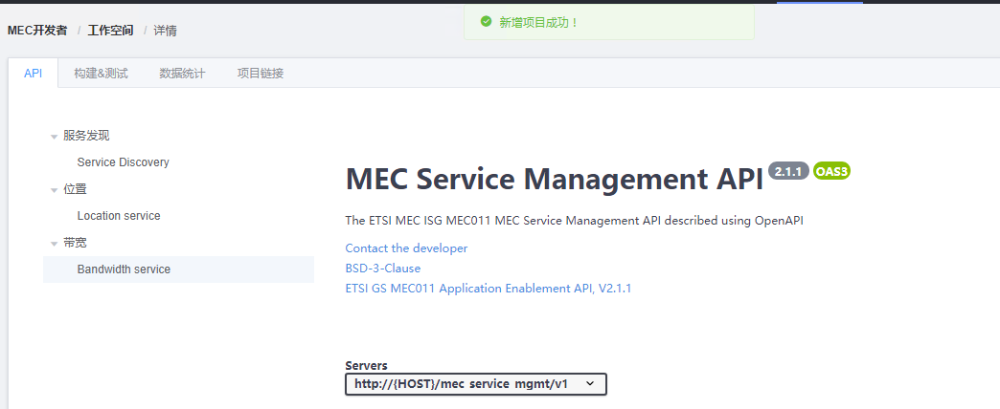 新增项目成功！
MEC开发者 / 工作空间 / 详情
API 构建&测试 数据统计 项目链接
服务发现
Service Discovery
位置
Location service
带宽
Bandwidth service
MEC Service Management API 2.1.1 OAS3
The ETSI MEC ISG MEC011 MEC Service Management API described using OpenAPI
Contact the developer
BSD-3-Clause
ETSI GS MEC011 Application Enablement API, V2.1.1
Servers
http://{HOST}/mec_service_mgmt/v1